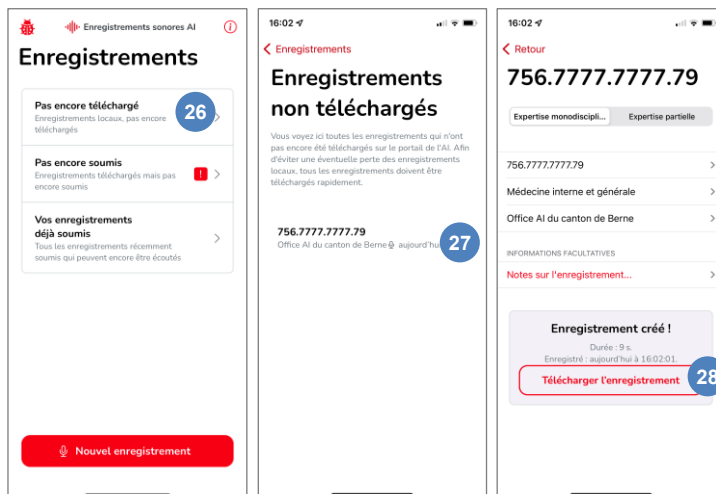 Enregistrements sonores AI
Enregistrements
Pas encore téléchargé
Enregistrements locaux, pas encore
téléchargés
26
Pas encore soumis
Enregistrements téléchargés mais pas
encore soumis
!
Vos enregistrements
déjà soumis
Tous les enregistrements récemment
soumis qui peuvent encore être écoutés
Nouvel enregistrement
16:02
Enregistrements
Enregistrements
non téléchargés
Vous voyez ici toutes les enregistrements qui n'ont
pas encore été téléchargés sur le portail de l'AI. Afin
d'éviter une éventuelle perte des enregistrements
locaux, tous les enregistrements doivent être
téléchargés rapidement.
756.7777.7777.79
Office AI du canton de Berne aujourd'hu
27
16:02
Retour
756.7777.7777.79
Expertise monodiscipli... Expertise partielle
756.7777.7777.79
Médecine interne et générale
Office AI du canton de Berne
INFORMATIONS FACULTATIVES
Notes sur l'enregistrement...
Enregistrement créé !
Durée : 9 s.
Enregistré : aujourd'hui à 16:02:01.
Télécharger l'enregistrement
28